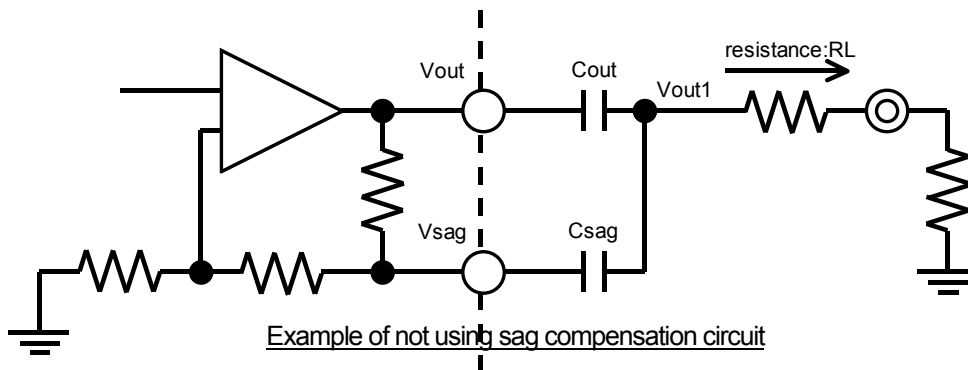 resistance:RL
Vout
Cout
Vout1
Vsag
Csag
Example of not using sag compensation circuit